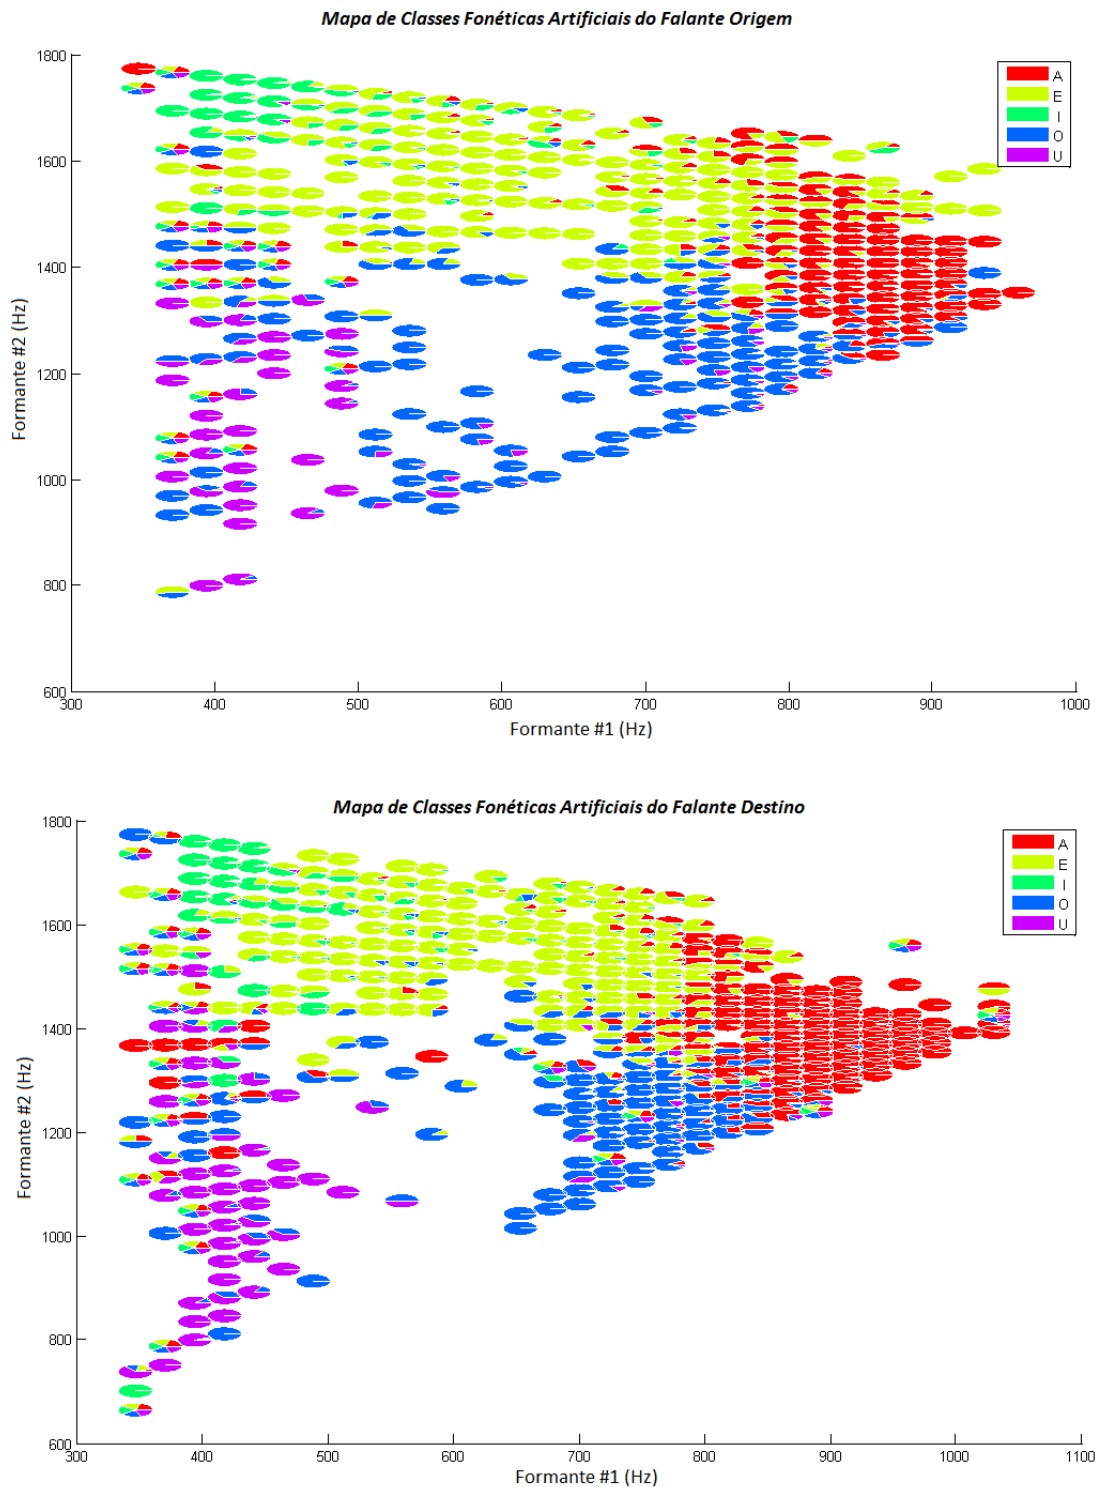 Mapa de Classes Fonéticas Artificiais do Falante Origem
1800
1600
1400
1200
1000
800
600
300
400
500
600
700
800
900
1000
Formante #2 (Hz)
Formante #1 (Hz)
A
E
I
O
U
Mapa de Classes Fonéticas Artificiais do Falante Destino
1800
1600
1400
1200
1000
800
600
300
400
500
600
700
800
900
1000
1100
Formante #2 (Hz)
Formante #1 (Hz)
A
E
I
O
U